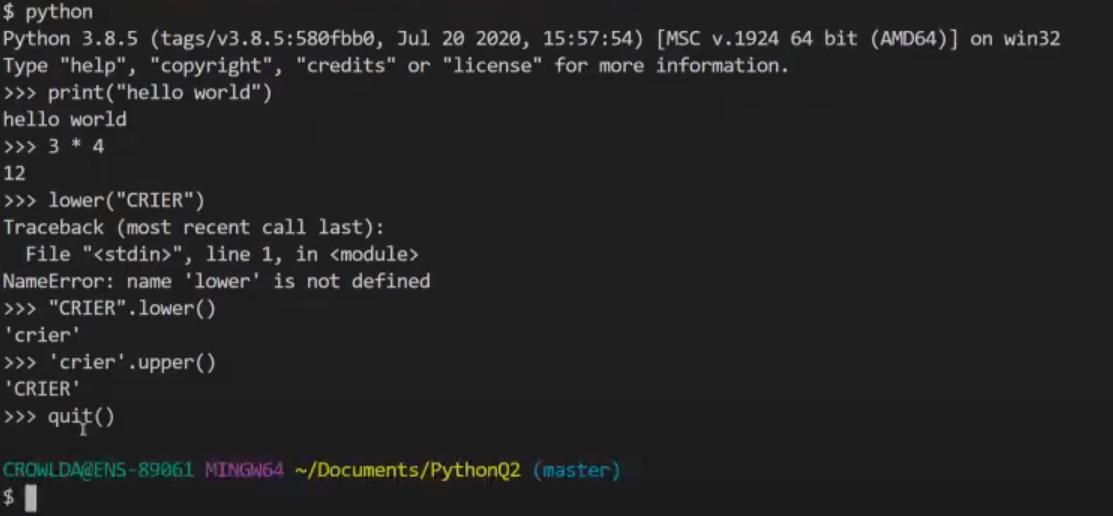 $ python
Python 3.8.5 (tags/v3.8.5:580fbb0, Jul 20 2020, 15:57:54) [MSC v.1924 64 bit (AMD64)] on win32
Type "help", "copyright", "credits" or "license" for more information.
>>> print("hello world")
hello world
>>> 3 * 4
12
>>> lower("CRIER")
Traceback (most recent call last):
  File "<stdin>", line 1, in <module>
NameError: name 'lower' is not defined
>>> "CRIER".lower()
'crier'
>>> 'crier'.upper()
'CRIER'
>>> quit()
CROWLDA@ENS-89061 MINGW64 ~/Documents/PythonQ2 (master)
$